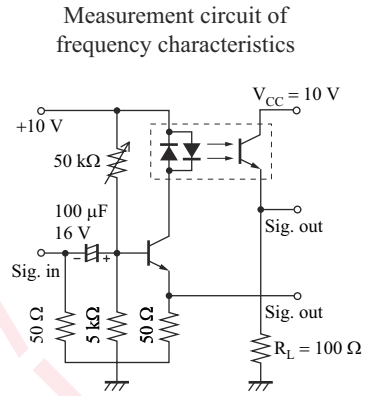 Measurement circuit of
frequency characteristics
V_CC = 10 V
+10 V
50 kΩ
100 µF
16 V
- +
Sig. in
Sig. out
Sig. out
50 Ω
5 kΩ
50 Ω
R_L = 100 Ω